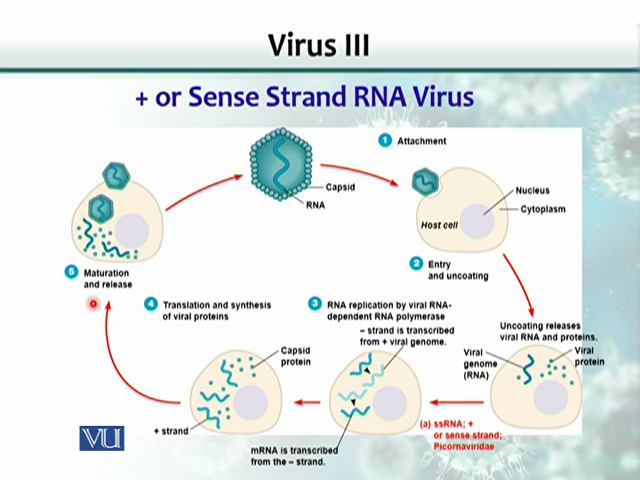 Virus III
+ or Sense Strand RNA Virus
1 Attachment
Capsid
RNA
Nucleus
Cytoplasm
Host cell
2 Entry
and uncoating
Uncoating releases
viral RNA and proteins.
Viral
genome
(RNA)
Viral
protein
(a) ssRNA; +
or sense strand;
Picornaviridae
3 RNA replication by viral RNA-
dependent RNA polymerase
– strand is transcribed
from + viral genome.
mRNA is transcribed
from the – strand.
4 Translation and synthesis
of viral proteins
Capsid
protein
+ strand
5 Maturation
and release
VU